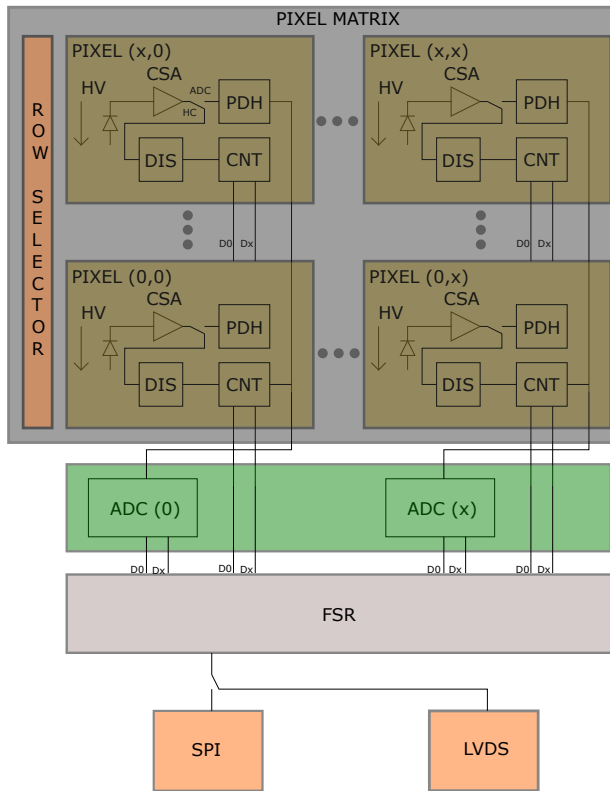 PIXEL MATRIX
ROW SELECTOR
PIXEL (x,0)
CSA
ADC
HV
HC
PDH
DIS
CNT
D0 Dx
PIXEL (x,x)
CSA
HV
PDH
DIS
CNT
D0 Dx
PIXEL (0,0)
CSA
HV
PDH
DIS
CNT
PIXEL (0,x)
CSA
HV
PDH
DIS
CNT
ADC (0)
ADC (x)
D0 Dx
D0 Dx
D0 Dx
D0 Dx
FSR
SPI
LVDS